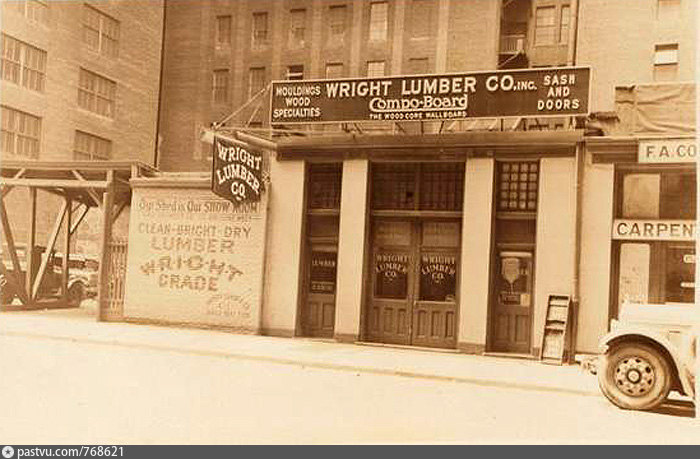 MOULDINGS
WOOD
SPECIALTIES
WRIGHT LUMBER CO. INC.
Compo-Board
THE WOOD CORE WALLBOARD
SASH
AND
DOORS
WRIGHT
LUMBER
CO.
Our Shed is Our SHOW ROOM
CLEAN-BRIGHT-DRY
LUMBER
WRIGHT
GRADE
LUMBER
WRIGHT
LUMBER
CO.
WRIGHT
LUMBER
CO.
F.A. CO
CARPEN
pastvu.com/768621